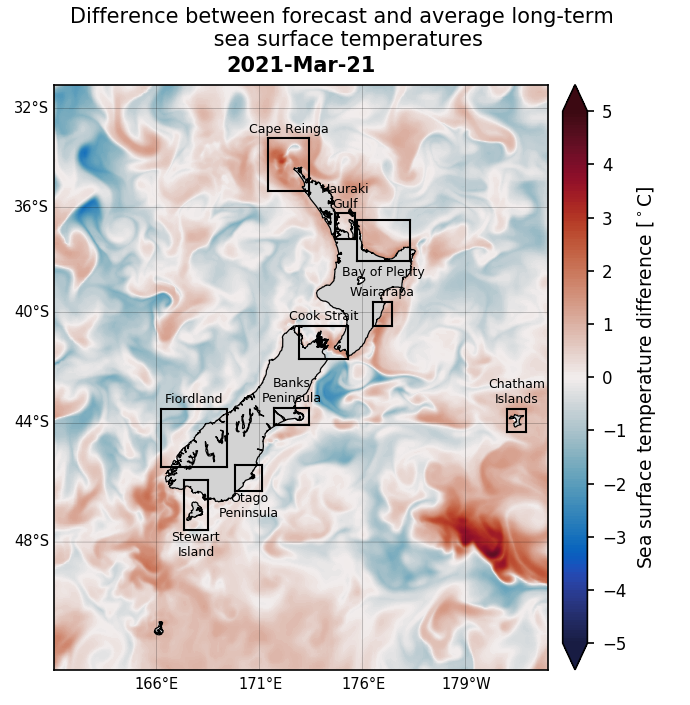 Difference between forecast and average long-term
sea surface temperatures
2021-Mar-21
32°S
36°S
40°S
44°S
48°S
Cape Reinga
Hauraki
Gulf
Bay of Plenty
Wairarapa
Cook Strait
Banks
Peninsula
Fiordland
Chatham
Islands
Otago
Peninsula
Stewart
Island
166°E
171°E
176°E
179°W
5
4
3
2
1
0
−1
−2
−3
−4
−5
Sea surface temperature difference [°C]